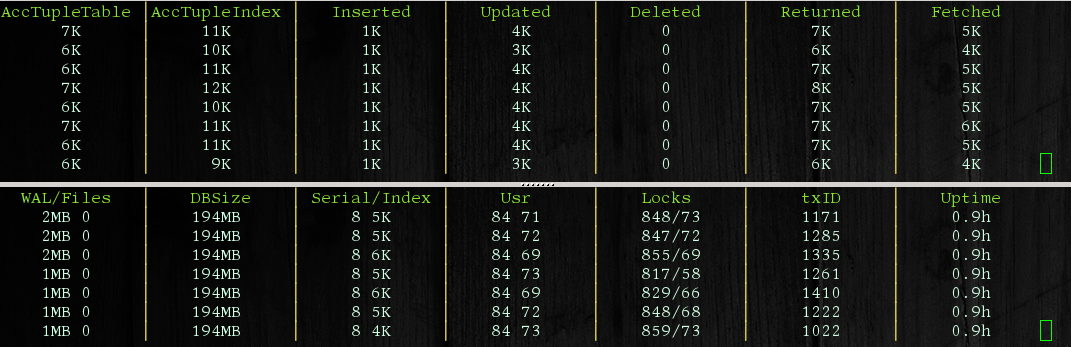 AccTupleTable | AccTupleIndex | Inserted | Updated | Deleted | Returned | Fetched
7K | 11K | 1K | 4K | 0 | 7K | 5K
6K | 10K | 1K | 3K | 0 | 6K | 4K
6K | 11K | 1K | 4K | 0 | 7K | 5K
7K | 12K | 1K | 4K | 0 | 8K | 5K
6K | 10K | 1K | 4K | 0 | 7K | 5K
7K | 11K | 1K | 4K | 0 | 7K | 6K
6K | 11K | 1K | 4K | 0 | 7K | 5K
6K | 9K | 1K | 3K | 0 | 6K | 4K
WAL/Files | DBSize | Serial/Index | Usr | Locks | txID | Uptime
2MB 0 | 194MB | 8 5K | 84 71 | 848/73 | 1171 | 0.9h
2MB 0 | 194MB | 8 5K | 84 72 | 847/72 | 1285 | 0.9h
2MB 0 | 194MB | 8 6K | 84 69 | 855/69 | 1335 | 0.9h
1MB 0 | 194MB | 8 5K | 84 73 | 817/58 | 1261 | 0.9h
1MB 0 | 194MB | 8 6K | 84 69 | 829/66 | 1410 | 0.9h
1MB 0 | 194MB | 8 5K | 84 72 | 848/68 | 1222 | 0.9h
1MB 0 | 194MB | 8 4K | 84 73 | 859/73 | 1022 | 0.9h